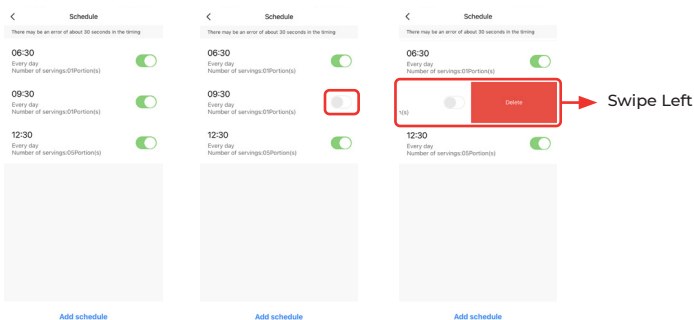 Schedule
There may be an error of about 30 seconds in the timing
06:30
Every day
Number of servings:01Portion(s)
09:30
Every day
Number of servings:01Portion(s)
12:30
Every day
Number of servings:05Portion(s)
Add schedule
Schedule
There may be an error of about 30 seconds in the timing
06:30
Every day
Number of servings:01Portion(s)
09:30
Every day
Number of servings:01Portion(s)
12:30
Every day
Number of servings:05Portion(s)
Add schedule
Schedule
There may be an error of about 30 seconds in the timing
06:30
Every day
Number of servings:01Portion(s)
n(s)
Delete
Swipe Left
12:30
Every day
Number of servings:05Portion(s)
Add schedule